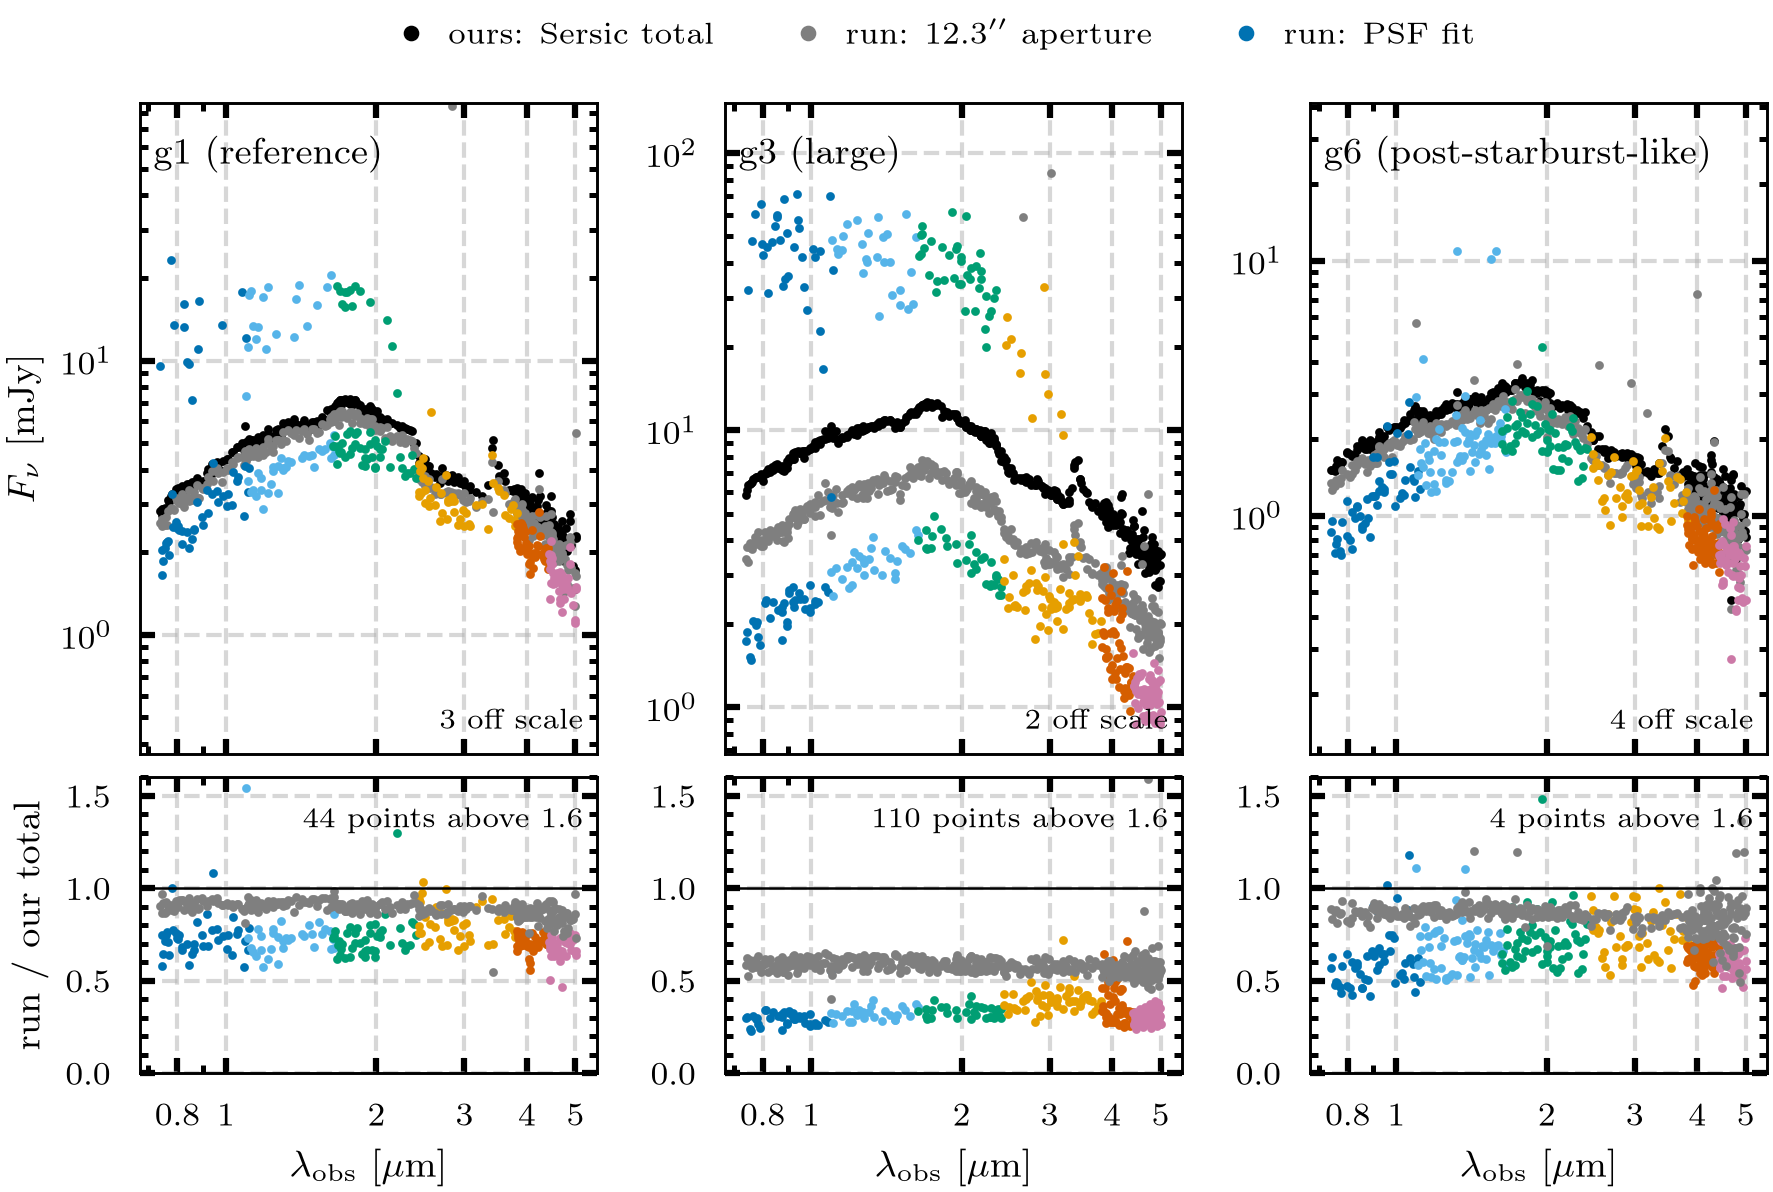 ours: Sersic total run: 12.3′′ aperture run: PSF fit
g1 (reference)
g3 (large)
g6 (post-starburst-like)
F_ν [mJy]
10¹
10⁰
3 off scale
10²
10¹
10⁰
2 off scale
10¹
10⁰
4 off scale
run / our total
1.5
1.0
0.5
0.0
44 points above 1.6
1.5
1.0
0.5
0.0
110 points above 1.6
1.5
1.0
0.5
0.0
4 points above 1.6
0.8 1 2 3 4 5
0.8 1 2 3 4 5
0.8 1 2 3 4 5
λ_obs [μm]
λ_obs [μm]
λ_obs [μm]